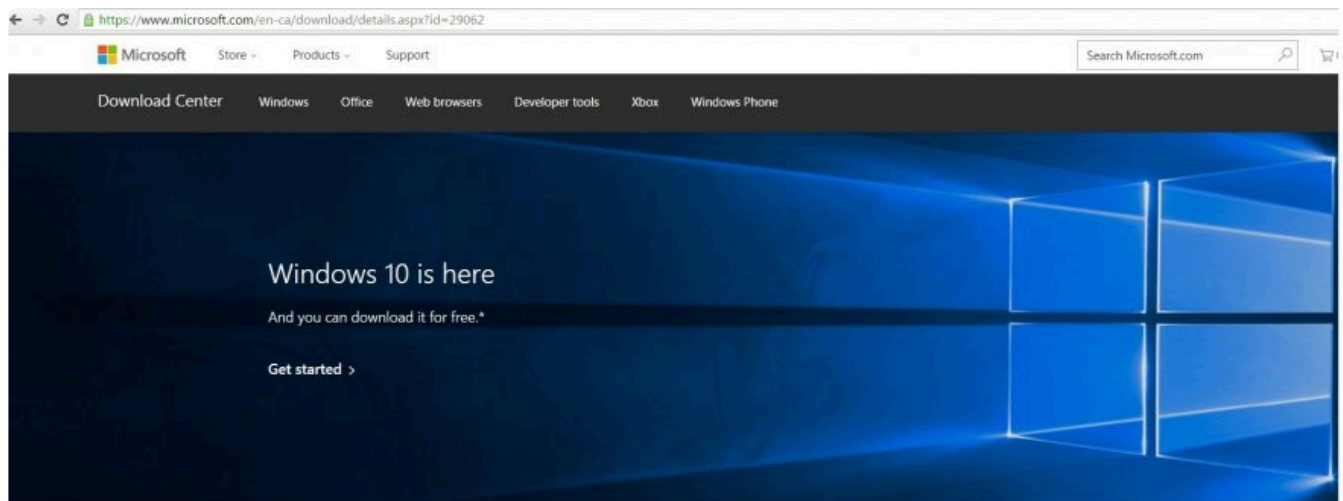 https://www.microsoft.com/en-ca/download/details.aspx?id=29062
Microsoft Store Products Support Search Microsoft.com
Download Center Windows Office Web browsers Developer tools Xbox Windows Phone
Windows 10 is here
And you can download it for free.*
Get started >